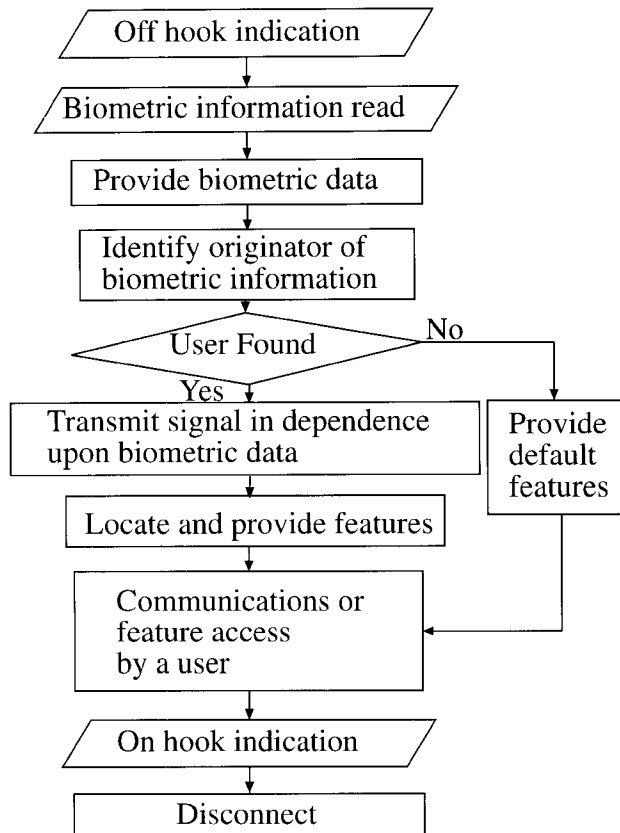 Off hook indication
Biometric information read
Provide biometric data
Identify originator of
biometric information
User Found
No
Yes
Transmit signal in dependence
upon biometric data
Provide
default
features
Locate and provide features
Communications or
feature access
by a user
On hook indication
Disconnect